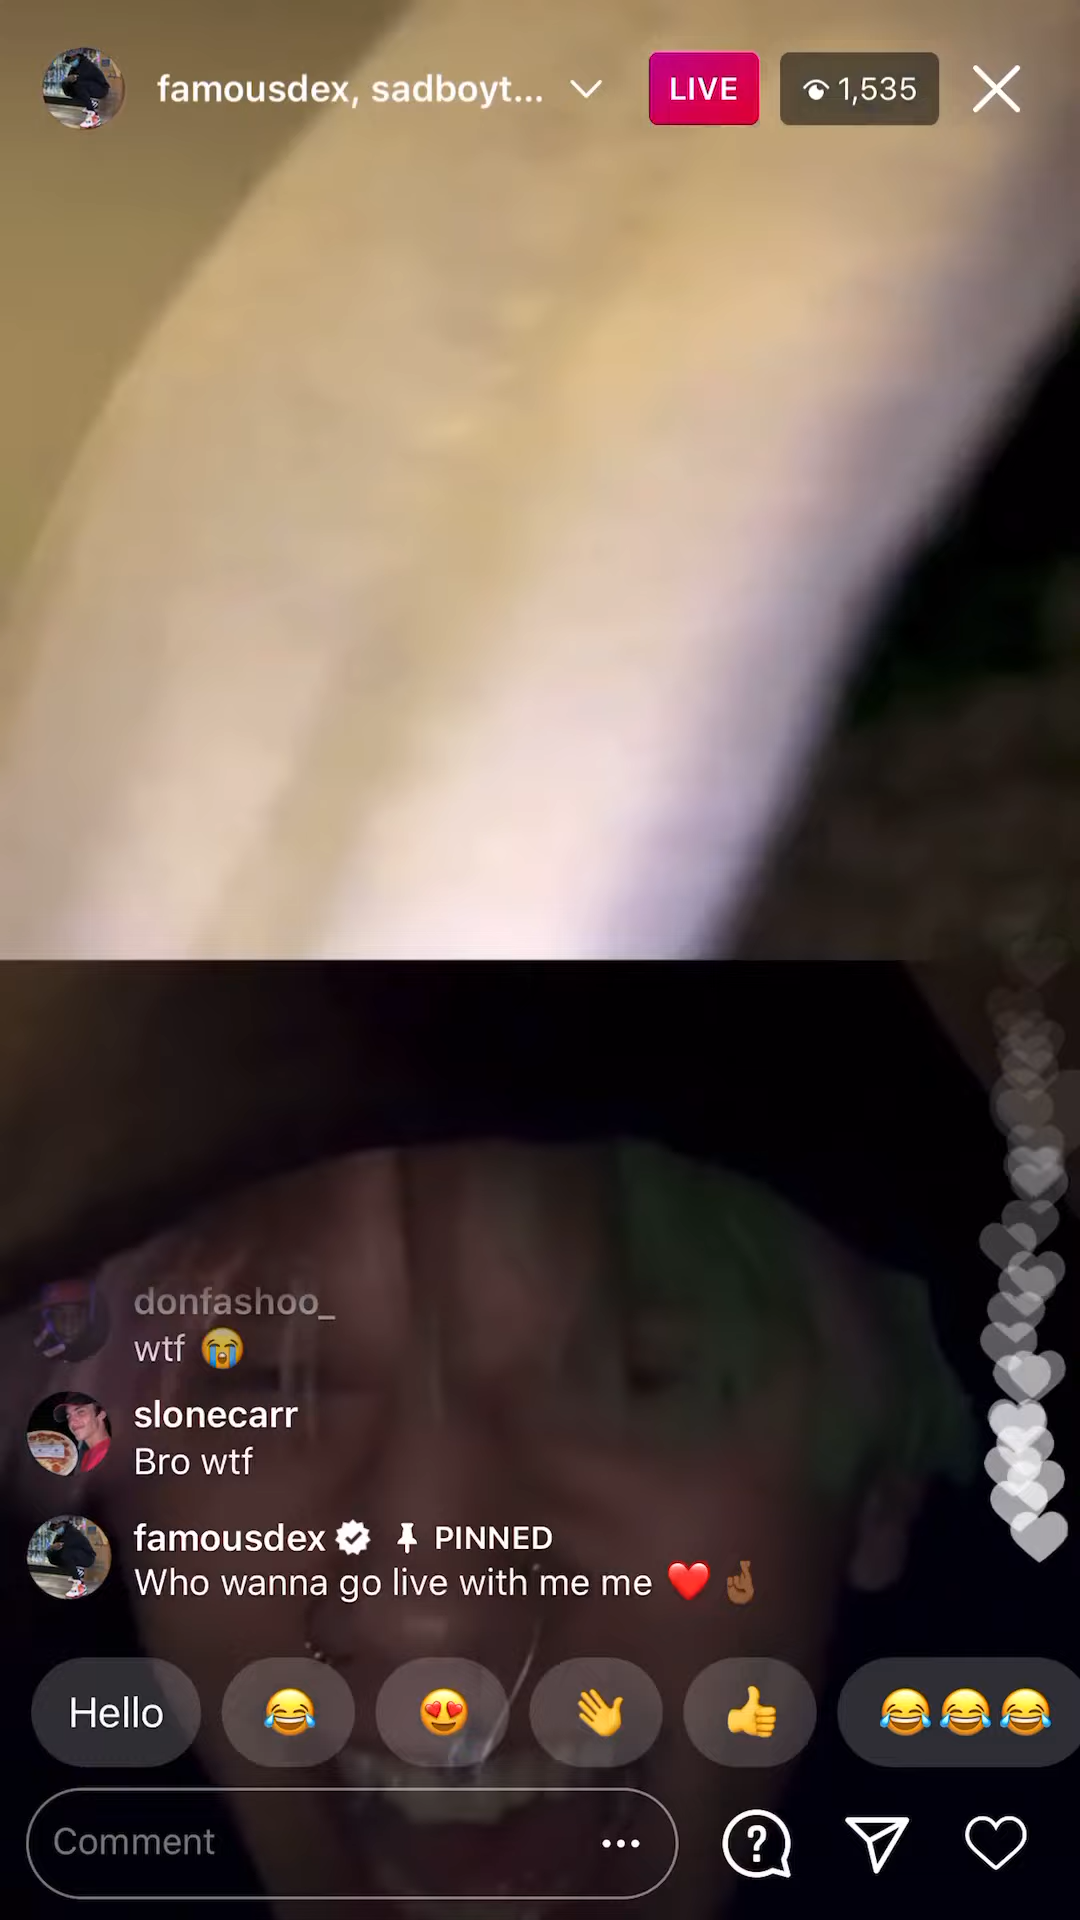 famousdex, sadboyt...
LIVE
1,535
donfashoo_
wtf 😭
slonecarr
Bro wtf
famousdex PINNED
Who wanna go live with me me ❤️ 🤞🏾
Hello 😂 😍 👋 👍 😂😂😂
Comment